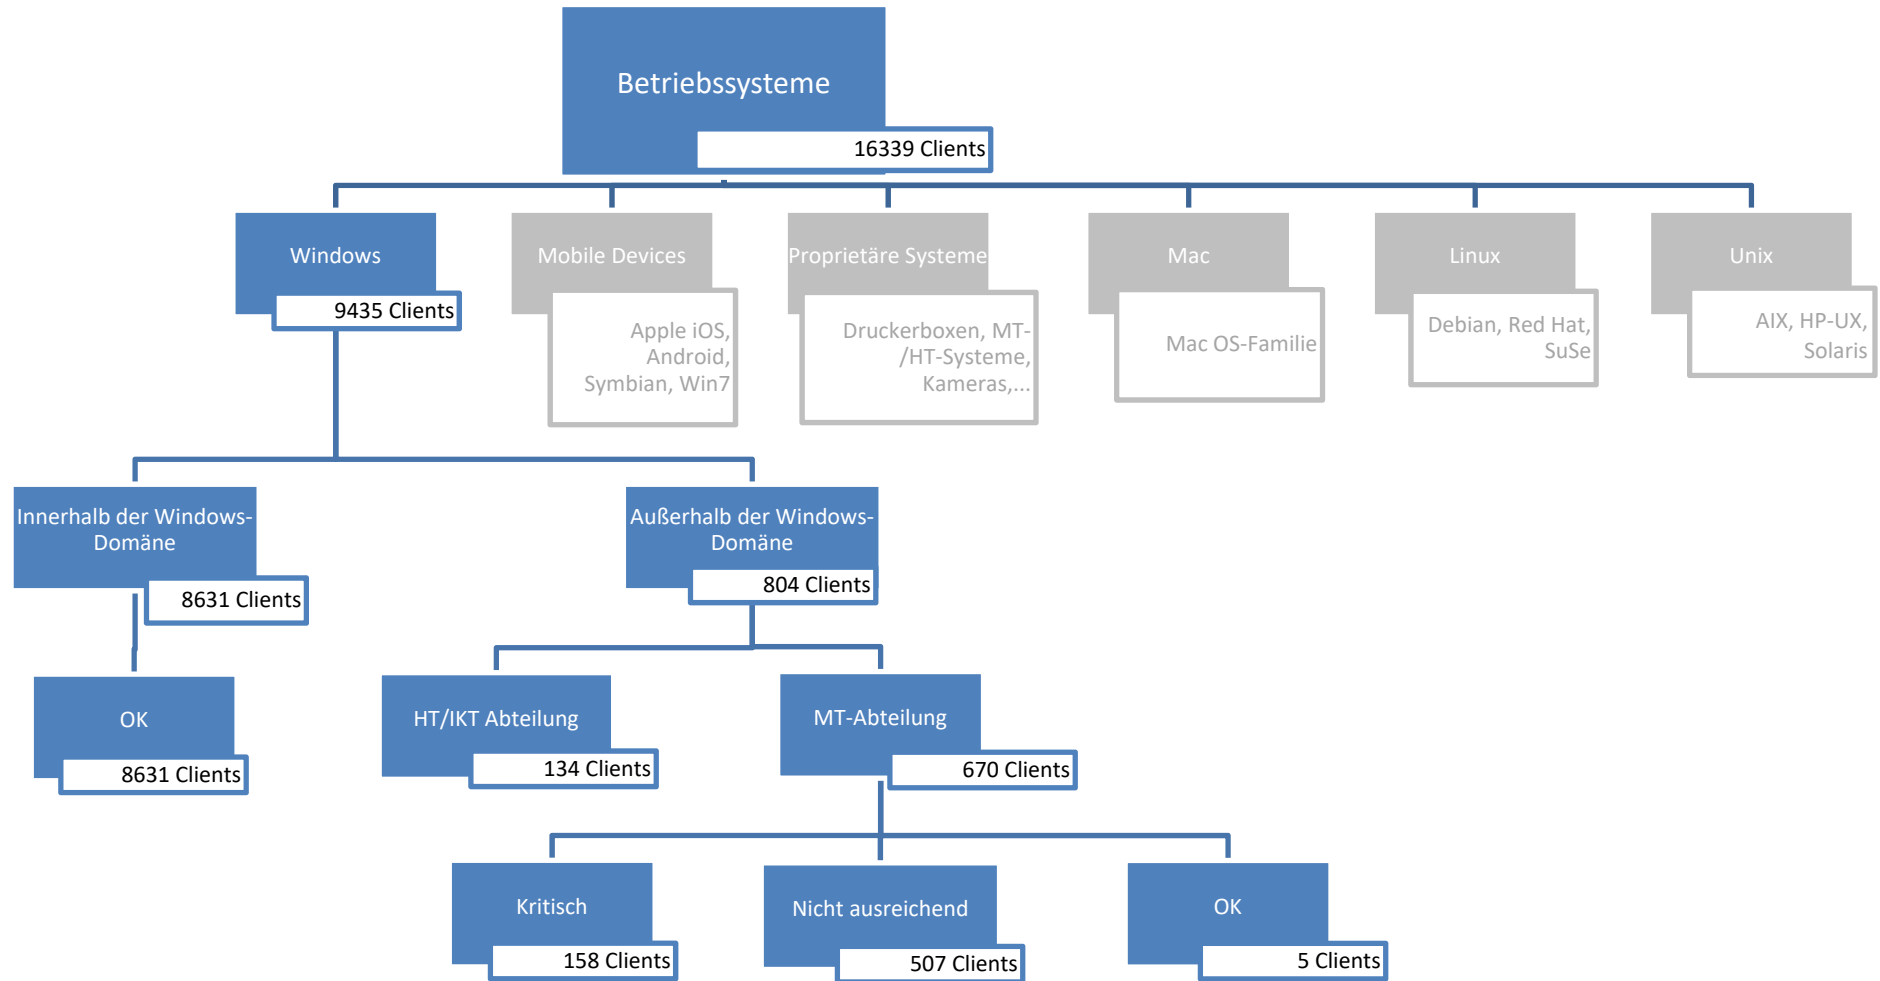 Betriebssysteme
16339 Clients
Windows
9435 Clients
Mobile Devices
Apple iOS,
Android,
Symbian, Win7
Proprietäre Systeme
Druckerboxen, MT-
/HT-Systeme,
Kameras,...
Mac
Mac OS-Familie
Linux
Debian, Red Hat,
SuSe
Unix
AIX, HP-UX,
Solaris
Innerhalb der Windows-
Domäne
8631 Clients
Außerhalb der Windows-
Domäne
804 Clients
OK
8631 Clients
HT/IKT Abteilung
134 Clients
MT-Abteilung
670 Clients
Kritisch
158 Clients
Nicht ausreichend
507 Clients
OK
5 Clients